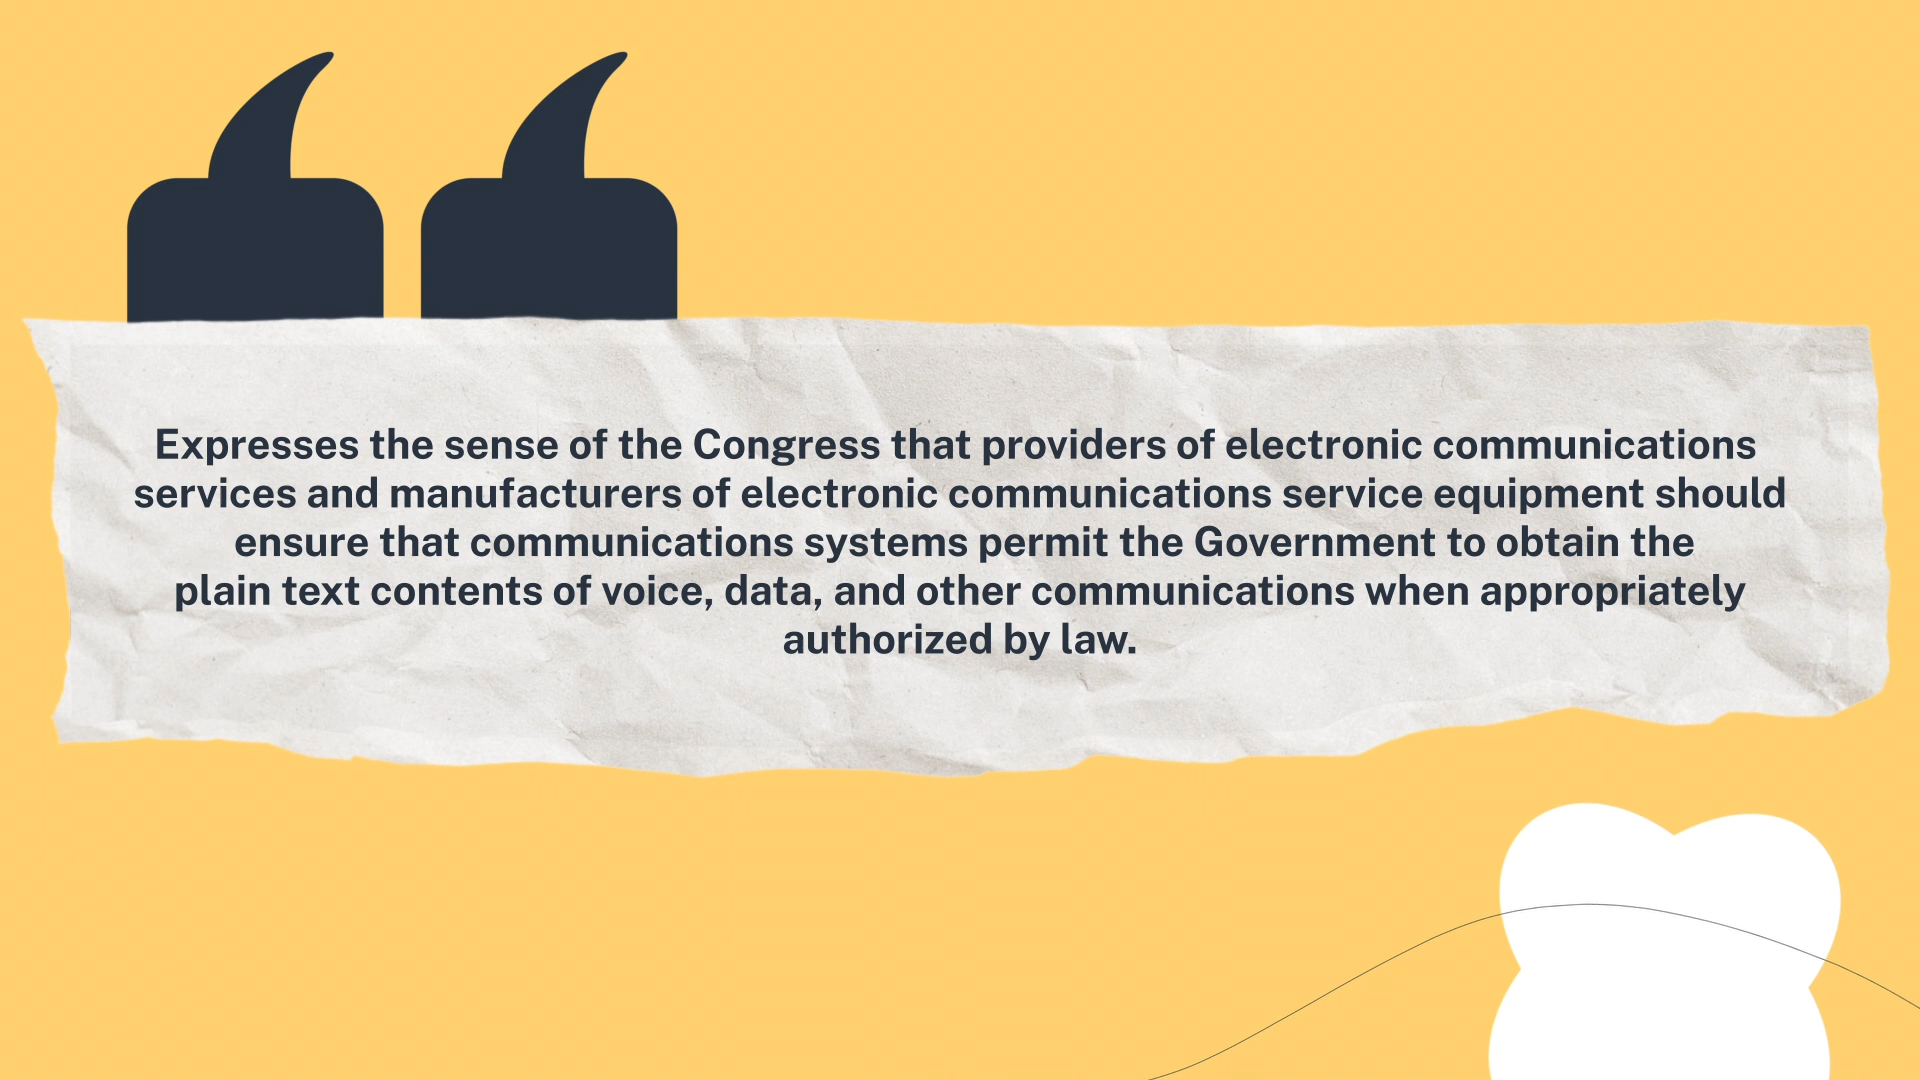 Expresses the sense of the Congress that providers of electronic communications
services and manufacturers of electronic communications service equipment should
ensure that communications systems permit the Government to obtain the
plain text contents of voice, data, and other communications when appropriately
authorized by law.